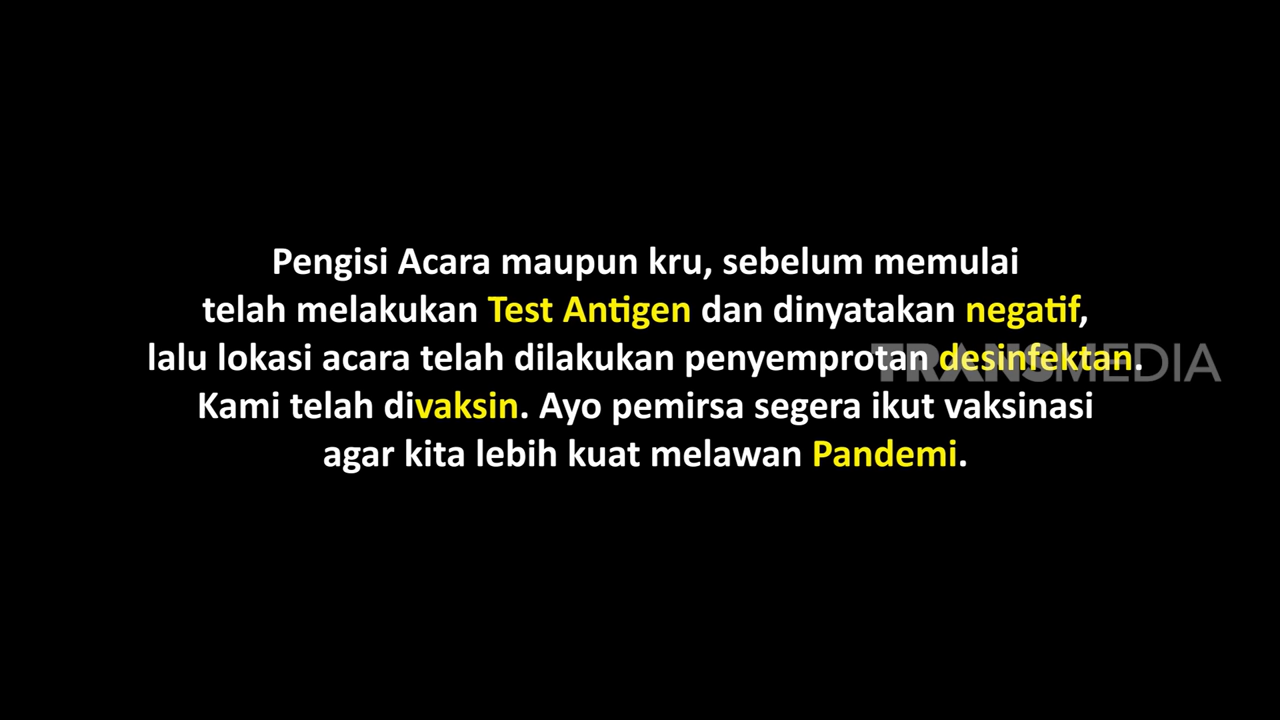 Pengisi Acara maupun kru, sebelum memulai
telah melakukan Test Antigen dan dinyatakan negatif,
lalu lokasi acara telah dilakukan penyemprotan desinfektan.
TRANSMEDIA
Kami telah divaksin. Ayo pemirsa segera ikut vaksinasi
agar kita lebih kuat melawan Pandemi.